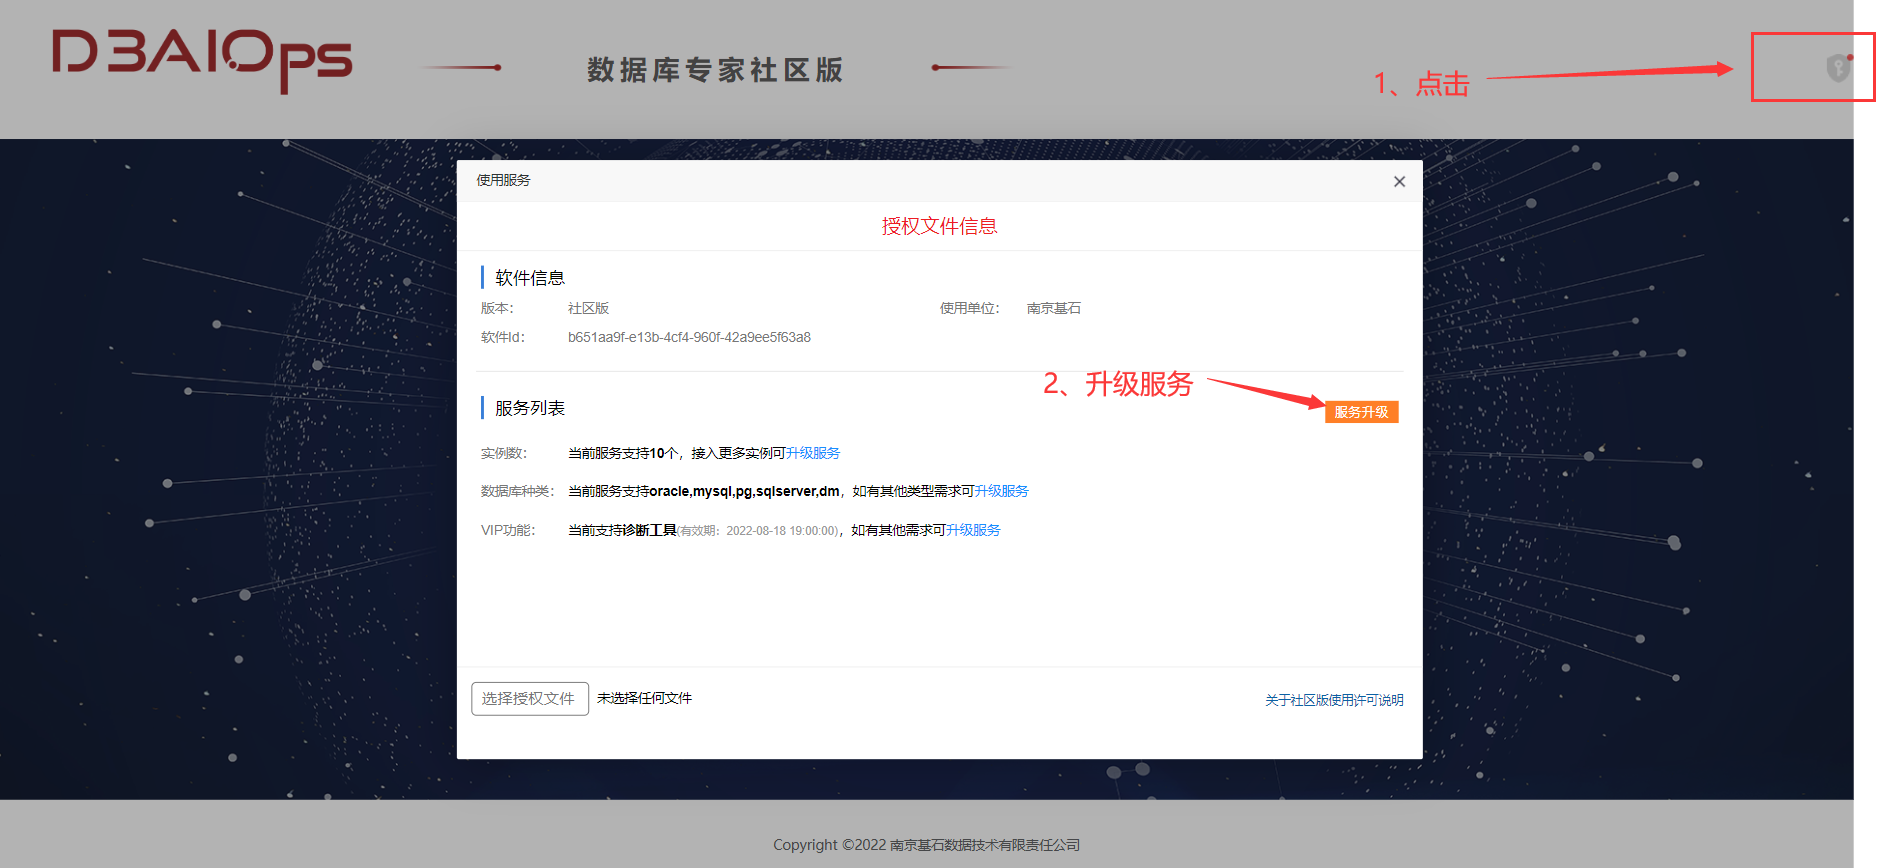 D3AIOps
数据库专家社区版
1、点击
使用服务
授权文件信息
软件信息
版本： 社区版 使用单位： 南京基石
软件Id： b651aa9f-e13b-4cf4-960f-42a9ee5f63a8
2、升级服务
服务列表 服务升级
实例数： 当前服务支持10个，接入更多实例可升级服务
数据库种类： 当前服务支持oracle,mysql,pg,sqlserver,dm，如有其他类型需求可升级服务
VIP功能： 当前支持诊断工具(有效期：2022-08-18 19:00:00)，如有其他需求可升级服务
选择授权文件 未选择任何文件 关于社区版使用许可说明
Copyright ©2022 南京基石数据技术有限责任公司